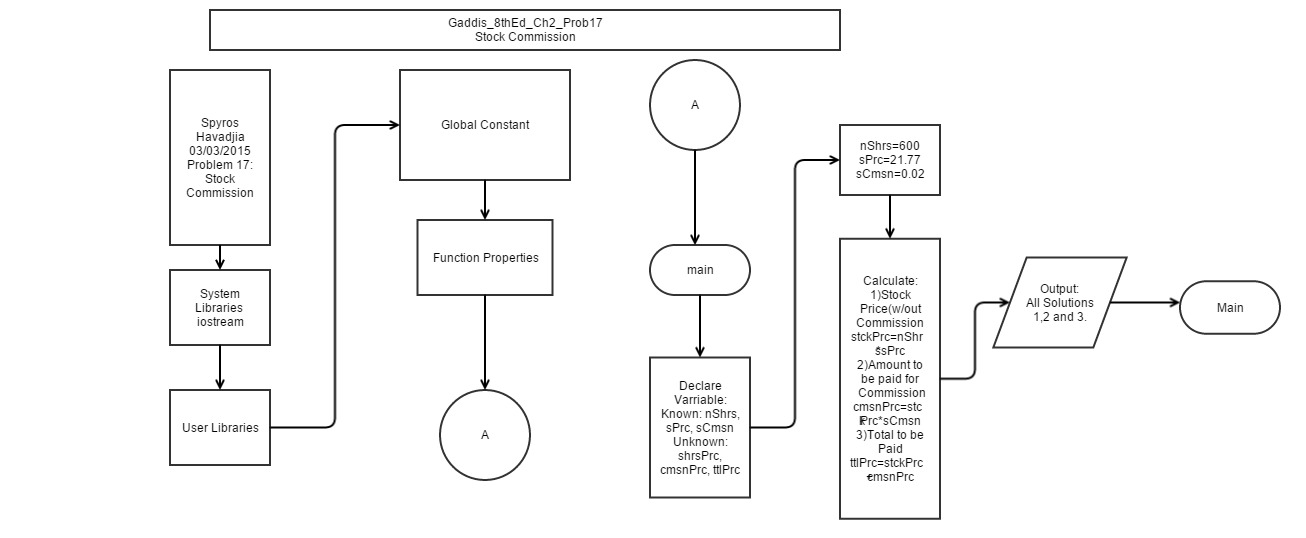 Gaddis_8thEd_Ch2_Prob17
Stock Commission
Spyros
Havadjia
03/03/2015
Problem 17:
Stock
Commission
System
Libraries
iostream
User Libraries
Global Constant
Function Properties
A
A
main
Declare
Varriable:
Known: nShrs,
sPrc, sCmsn
Unknown:
shrsPrc,
cmsnPrc, ttlPrc
nShrs=600
sPrc=21.77
sCmsn=0.02
Calculate:
1)Stock
Price(w/out
Commission
stckPrc=nShr
s*sPrc
2)Amount to
be paid for
Commission
cmsnPrc=stc
kPrc*sCmsn
3)Total to be
Paid
ttlPrc=stckPrc
cmsnPrc
Output:
All Solutions
1,2 and 3.
Main